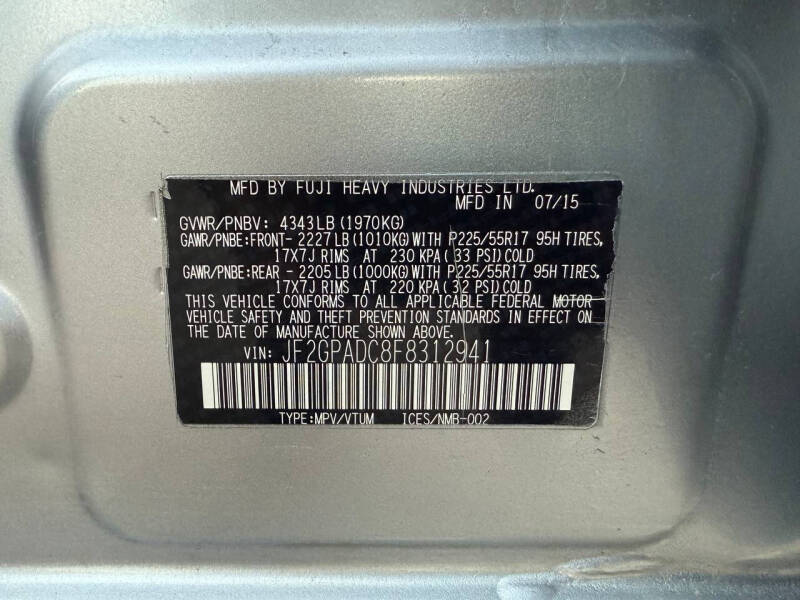 MFD BY FUJI HEAVY INDUSTRIES LTD.
MFD IN 07/15
GVWR/PNBV: 4343LB(1970KG)
GAWR/PNBE:FRONT- 2227LB(1010KG)WITH P225/55R17 95H TIRES,
17X7J RIMS AT 230 KPA( 33 PSI)COLD
GAWR/PNBE:REAR - 2205LB(1000KG)WITH P225/55R17 95H TIRES,
17X7J RIMS AT 220 KPA( 32 PSI)COLD
THIS VEHICLE CONFORMS TO ALL APPLICABLE FEDERAL MOTOR
VEHICLE SAFETY AND THEFT PREVENTION STANDARDS IN EFFECT ON
THE DATE OF MANUFACTURE SHOWN ABOVE.
VIN: JF2GPADC8F8312941
TYPE:MPV/VTUM ICES/NMB-002